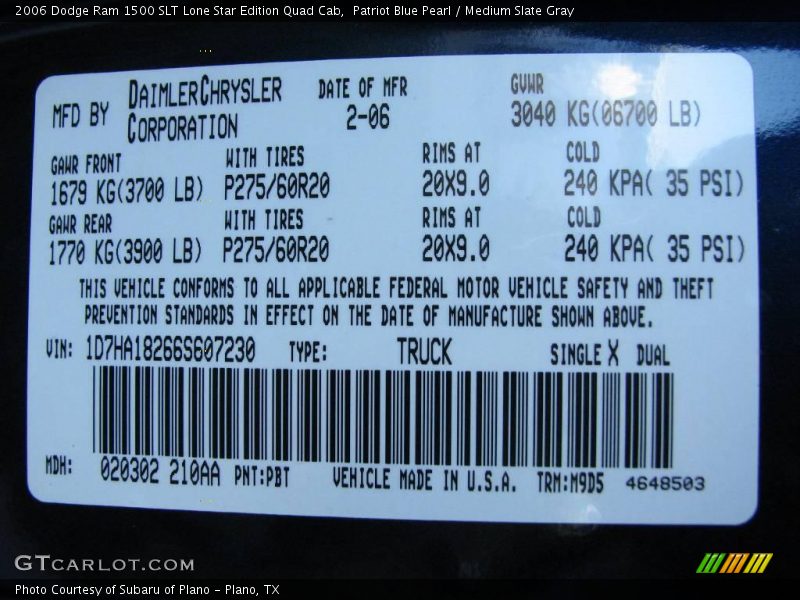 2006 Dodge Ram 1500 SLT Lone Star Edition Quad Cab,  Patriot Blue Pearl / Medium Slate Gray
MFD BY DAIMLERCHRYSLER CORPORATION DATE OF MFR 2-06 GVWR 3040 KG(06700 LB)
GAWR FRONT WITH TIRES RIMS AT COLD
1679 KG(3700 LB) P275/60R20 20X9.0 240 KPA( 35 PSI)
GAWR REAR WITH TIRES RIMS AT COLD
1770 KG(3900 LB) P275/60R20 20X9.0 240 KPA( 35 PSI)
THIS VEHICLE CONFORMS TO ALL APPLICABLE FEDERAL MOTOR VEHICLE SAFETY AND THEFT
PREVENTION STANDARDS IN EFFECT ON THE DATE OF MANUFACTURE SHOWN ABOVE.
VIN: 1D7HA18266S607230 TYPE: TRUCK SINGLE X DUAL
MDH: 020302 210AA PNT:PBT VEHICLE MADE IN U.S.A. TRM:M9D5 4648503
GTCARLOT.COM
Photo Courtesy of Subaru of Plano - Plano, TX